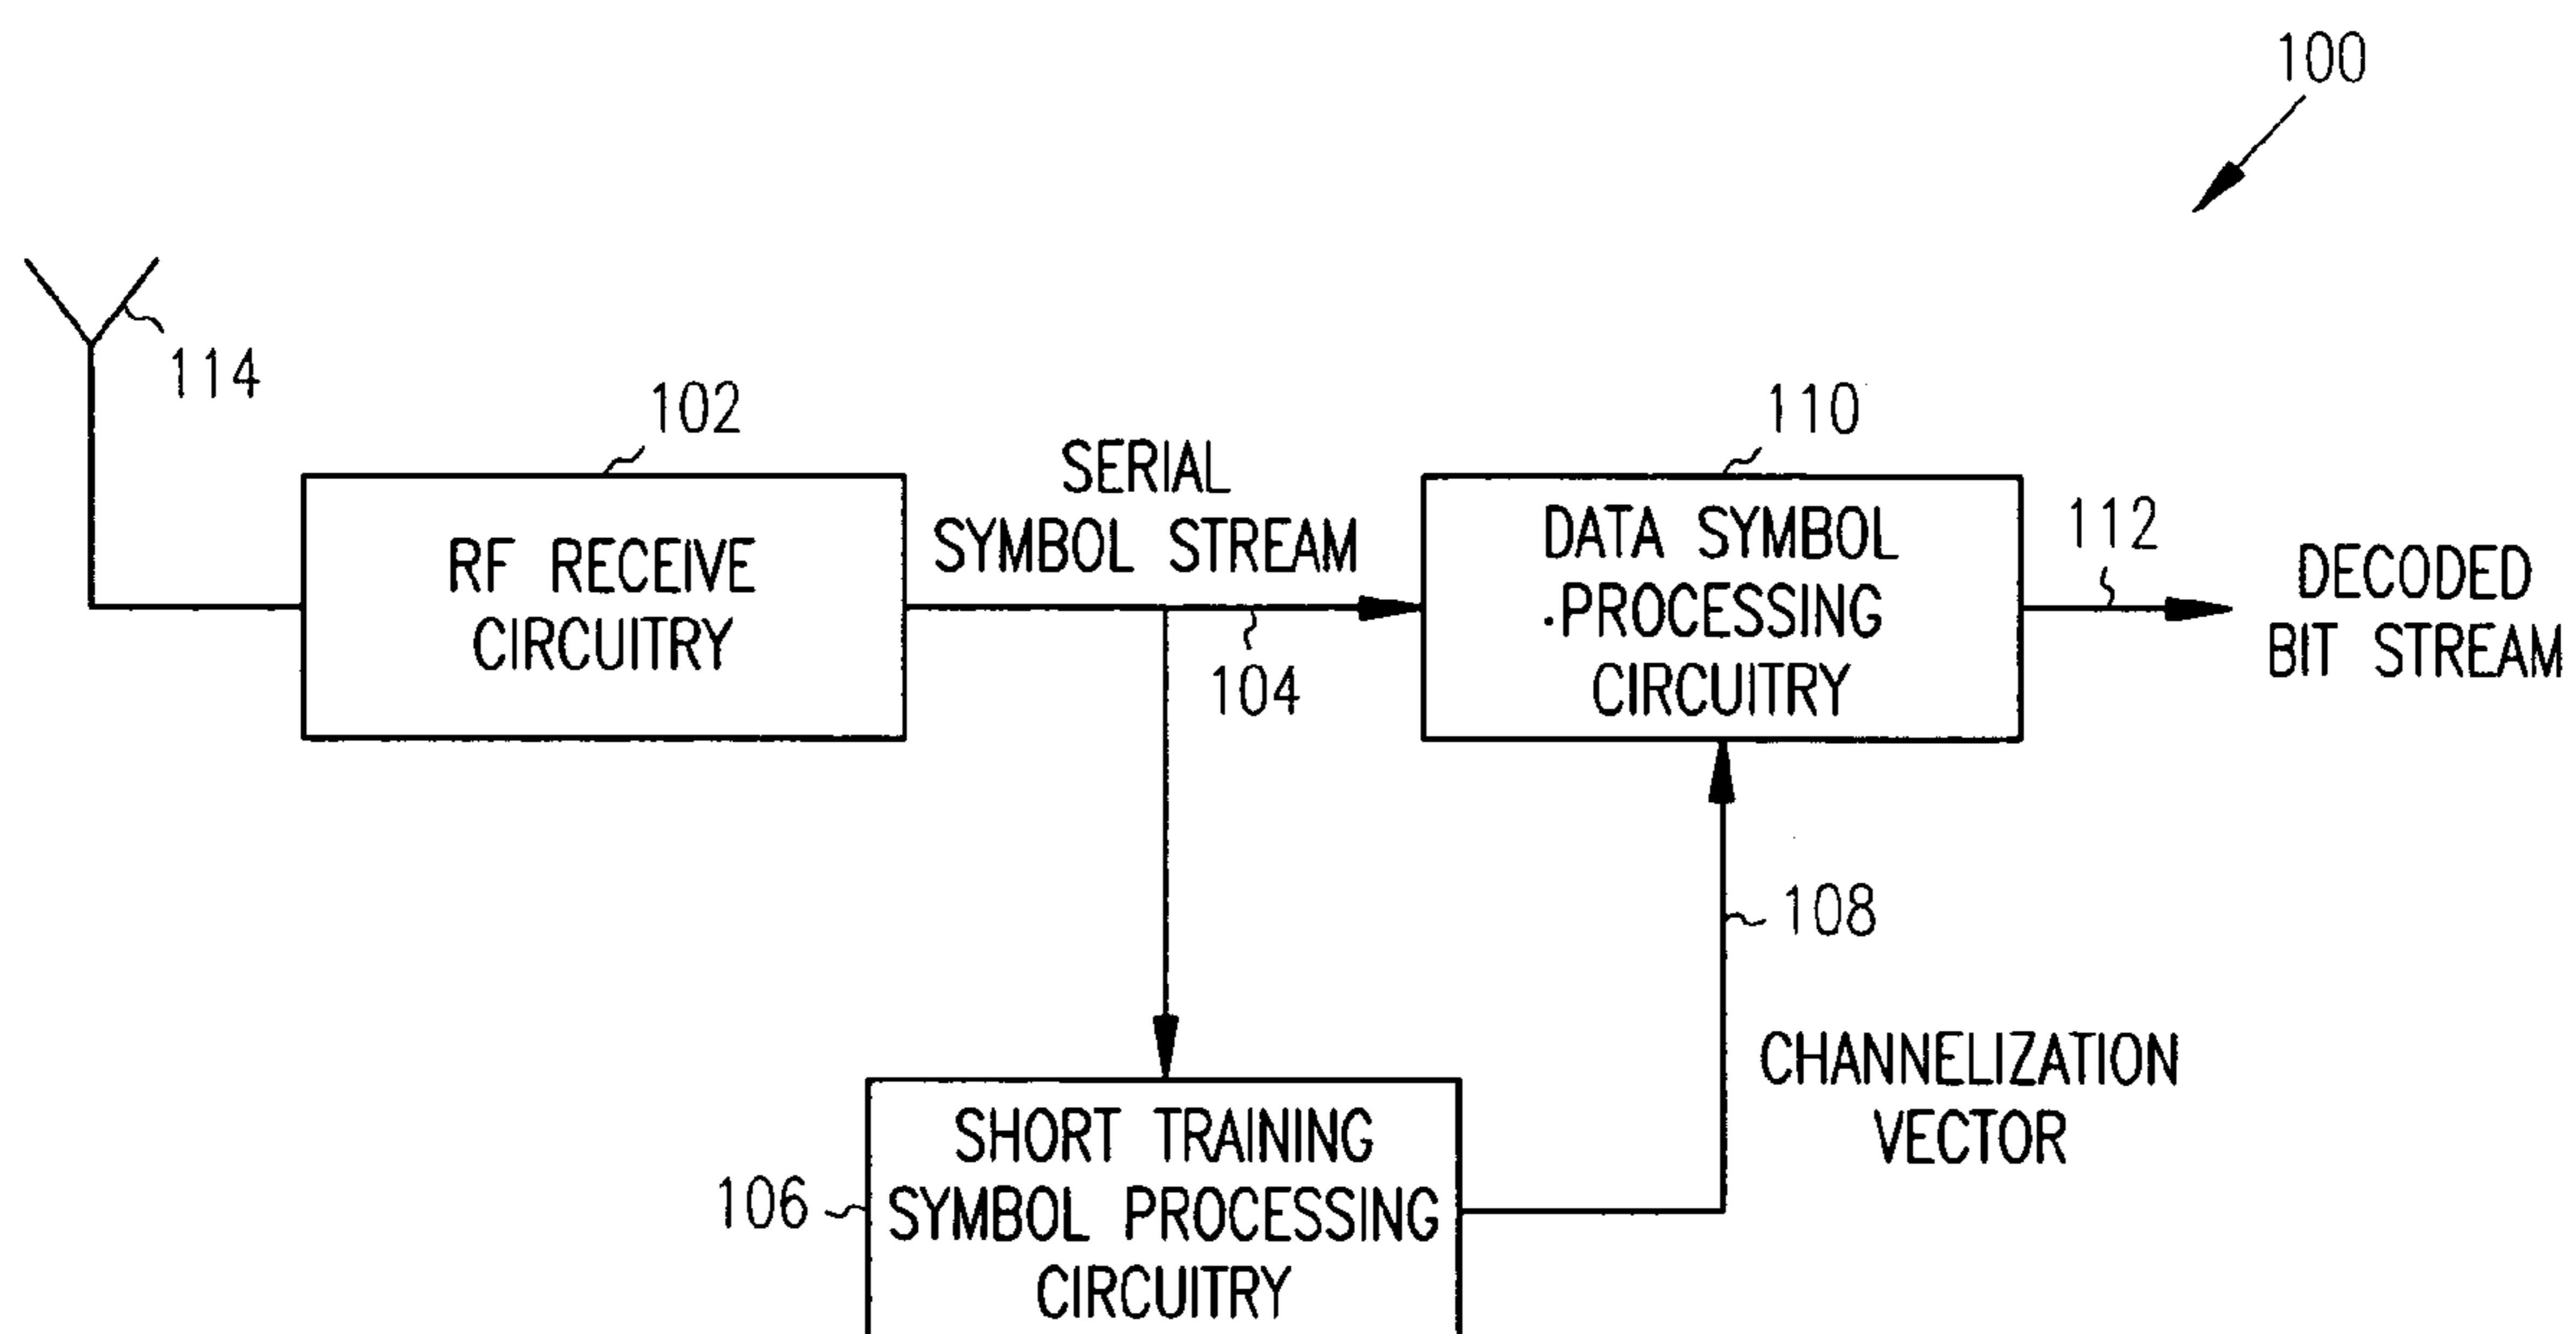 100
114
102
RF RECEIVE
CIRCUITRY
SERIAL
SYMBOL STREAM
104
110
DATA SYMBOL
PROCESSING
CIRCUITRY
112
DECODED
BIT STREAM
108
CHANNELIZATION
VECTOR
106
SHORT TRAINING
SYMBOL PROCESSING
CIRCUITRY